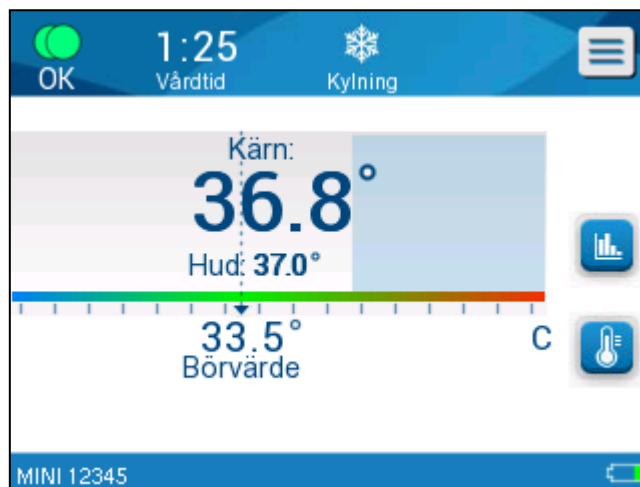 OK
1:25
Vårdtid
Kylning
Kärn:
36.8°
Hud: 37.0°
33.5°
Börvärde
C
MINI 12345